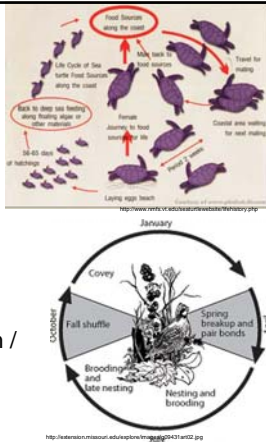 Food Sources
along the coast
Life Cycle of Sea
turtle Food Sources
along the coast
Male back to
food sources
Travel for
mating
Back to deep sea feeding
along floating algae or
other materials
Female
Journey to food
sources for life
Coastal area waiting
for next mating
56-65 days
of hatchings
Period 2 weeks
Laying eggs beach
January
Covey
October
Fall shuffle
Spring
breakup and
pair bonds
Brooding
and
late nesting
Nesting and
brooding
/